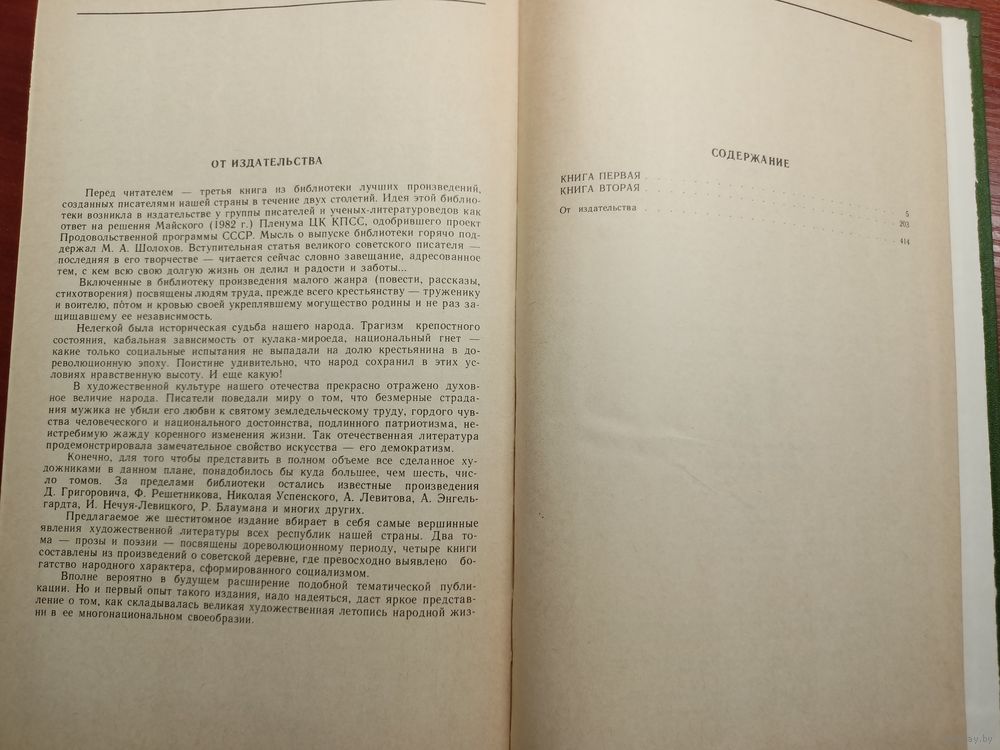 ОТ ИЗДАТЕЛЬСТВА
Перед читателем — третья книга из библиотеки лучших произведений,
созданных писателями нашей страны в течение двух столетий. Идея этой библио-
теки возникла в издательстве у группы писателей и ученых-литературоведов как
ответ на решения Майского (1982 г.) Пленума ЦК КПСС, одобрившего проект
Продовольственной программы СССР. Мысль о выпуске библиотеки горячо под-
держал М. А. Шолохов. Вступительная статья великого советского писателя —
последняя в его творчестве — читается сейчас словно завещание, адресованное
тем, с кем всю свою долгую жизнь он делил и радости и заботы...
Включенные в библиотеку произведения малого жанра (повести, рассказы,
стихотворения) посвящены людям труда, прежде всего крестьянству — труженику
и воителю, потом и кровью своей укреплявшему могущество родины и не раз за-
щищавшему ее независимость.
Нелегкой была историческая судьба нашего народа. Трагизм крепостного
состояния, кабальная зависимость от кулака-мироеда, национальный гнет —
какие только социальные испытания не выпадали на долю крестьянина в до-
революционную эпоху. Поистине удивительно, что народ сохранил в этих ус-
ловиях нравственную высоту. И еще какую!
В художественной культуре нашего отечества прекрасно отражено духов-
ное величие народа. Писатели поведали миру о том, что безмерные страда-
ния мужика не убили его любви к святому земледельческому труду, гордого чув-
ства человеческого и национального достоинства, подлинного патриотизма, не-
истребимую жажду коренного изменения жизни. Так отечественная литература
продемонстрировала замечательное свойство искусства — его демократизм.
Конечно, для того чтобы представить в полном объеме все сделанное ху-
дожниками в данном плане, понадобилось бы куда большее, чем шесть, чис-
ло томов. За пределами библиотеки остались известные произведения
Д. Григоровича, Ф. Решетникова, Николая Успенского, А. Левитова, А. Энгель-
гардта, И. Нечуя-Левицкого, Р. Блаумана и многих других.
Предлагаемое же шеститомное издание вбирает в себя самые вершинные
явления художественной литературы всех республик нашей страны. Два то-
ма — прозы и поэзии — посвящены дореволюционному периоду, четыре книги
составлены из произведений о советской деревне, где превосходно выявлено бо-
гатство народного характера, сформированного социализмом.
Вполне вероятно в будущем расширение подобной тематической публи-
кации. Но и первый опыт такого издания, надо надеяться, даст яркое представ-
ление о том, как складывалась великая художественная летопись народной жиз-
ни в ее многонациональном своеобразии.
СОДЕРЖАНИЕ
КНИГА ПЕРВАЯ . . . . . . . . . . 5
КНИГА ВТОРАЯ . . . . . . . . . . 203
От издательства . . . . . . . . . . 414